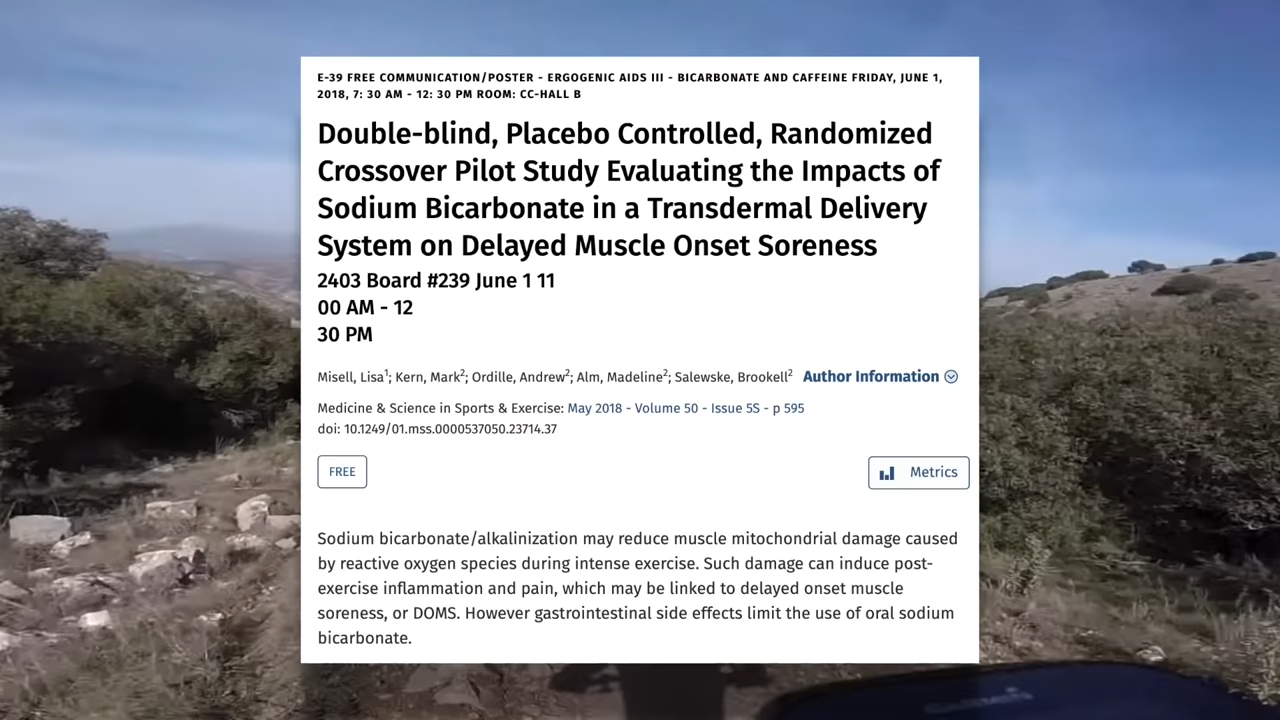 E-39 FREE COMMUNICATION/POSTER - ERGOGENIC AIDS III - BICARBONATE AND CAFFEINE FRIDAY, JUNE 1,
2018, 7: 30 AM - 12: 30 PM ROOM: CC-HALL B
Double-blind, Placebo Controlled, Randomized
Crossover Pilot Study Evaluating the Impacts of
Sodium Bicarbonate in a Transdermal Delivery
System on Delayed Muscle Onset Soreness
2403 Board #239 June 1 11
00 AM - 12
30 PM
Misell, Lisa1; Kern, Mark2; Ordille, Andrew2; Alm, Madeline2; Salewske, Brookell2 Author Information
Medicine & Science in Sports & Exercise: May 2018 - Volume 50 - Issue 5S - p 595
doi: 10.1249/01.mss.0000537050.23714.37
FREE Metrics
Sodium bicarbonate/alkalinization may reduce muscle mitochondrial damage caused
by reactive oxygen species during intense exercise. Such damage can induce post-
exercise inflammation and pain, which may be linked to delayed onset muscle
soreness, or DOMS. However gastrointestinal side effects limit the use of oral sodium
bicarbonate.